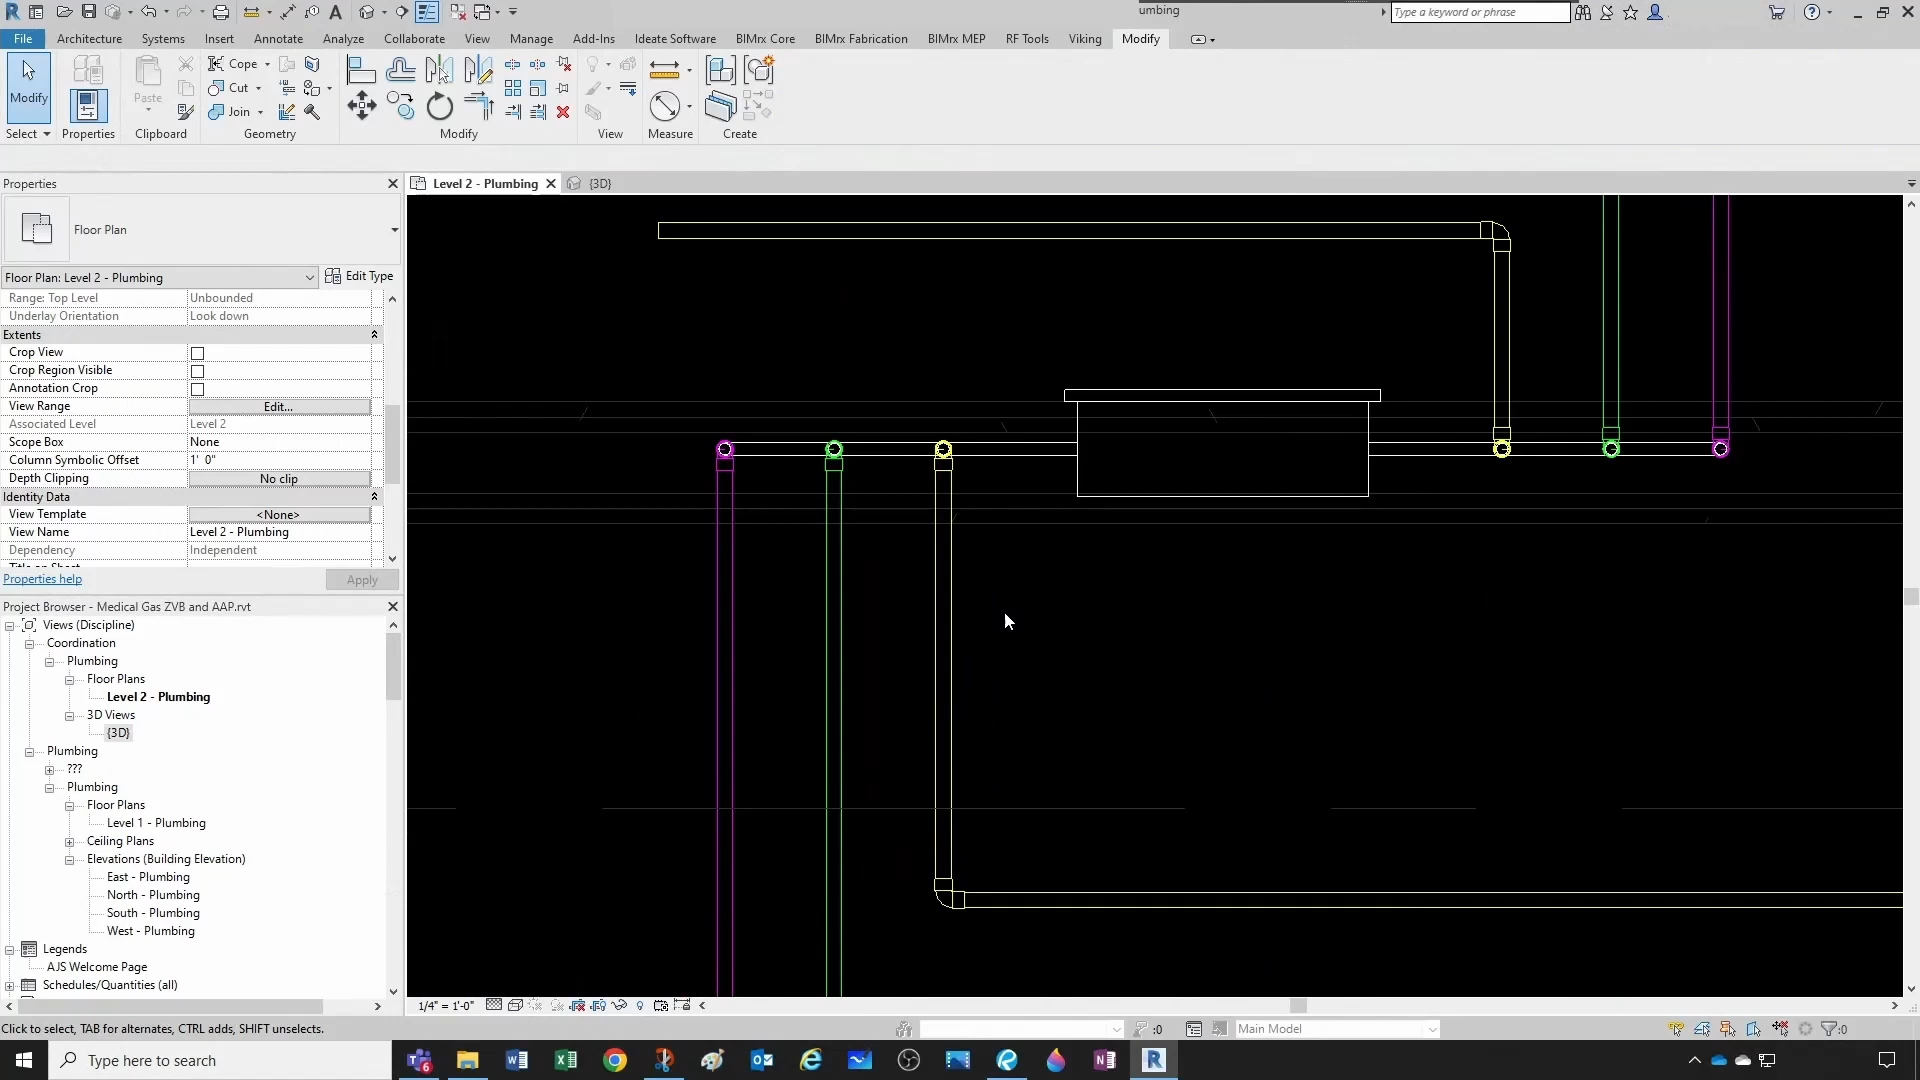 umbing
Type a keyword or phrase
File Architecture Systems Insert Annotate Analyze Collaborate View Manage Add-Ins Ideate Software BIMrx Core BIMrx Fabrication BIMrx MEP RF Tools Viking Modify
Modify Paste Cope Cut Join
Select Properties Clipboard Geometry Modify View Measure Create
Properties
Level 2 - Plumbing {3D}
Floor Plan
Floor Plan: Level 2 - Plumbing Edit Type
Range: Top Level Unbounded
Underlay Orientation Look down
Extents
Crop View
Crop Region Visible
Annotation Crop
View Range Edit...
Associated Level Level 2
Scope Box None
Column Symbolic Offset 1' 0"
Depth Clipping No clip
Identity Data
View Template <None>
View Name Level 2 - Plumbing
Dependency Independent
Properties help Apply
Project Browser - Medical Gas ZVB and AAP.rvt
Views (Discipline)
Coordination
Plumbing
Floor Plans
Level 2 - Plumbing
3D Views
{3D}
Plumbing
???
Plumbing
Floor Plans
Level 1 - Plumbing
Ceiling Plans
Elevations (Building Elevation)
East - Plumbing
North - Plumbing
South - Plumbing
West - Plumbing
Legends
AJS Welcome Page
Schedules/Quantities (all)
1/4" = 1'-0"
Click to select, TAB for alternates, CTRL adds, SHIFT unselects.
:0 Main Model :0
Type here to search
6